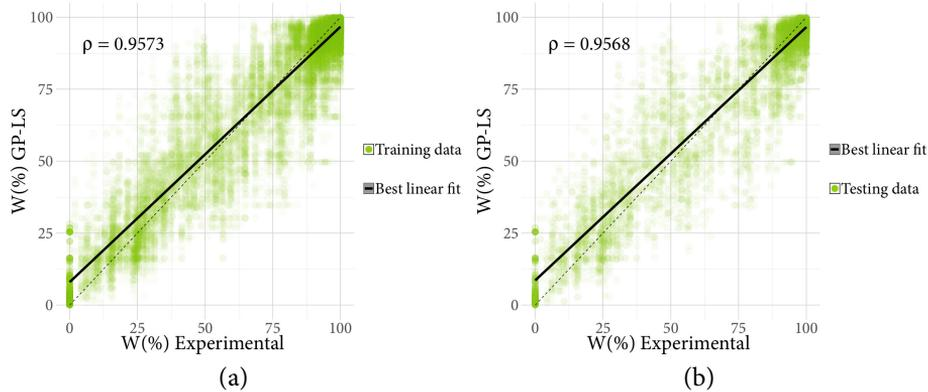 100
75
50
25
0
W(%) GP-LS
ρ = 0.9573
0 25 50 75 100
W(%) Experimental
Training data
Best linear fit
(a)
100
75
50
25
0
W(%) GP-LS
ρ = 0.9568
0 25 50 75 100
W(%) Experimental
Best linear fit
Testing data
(b)